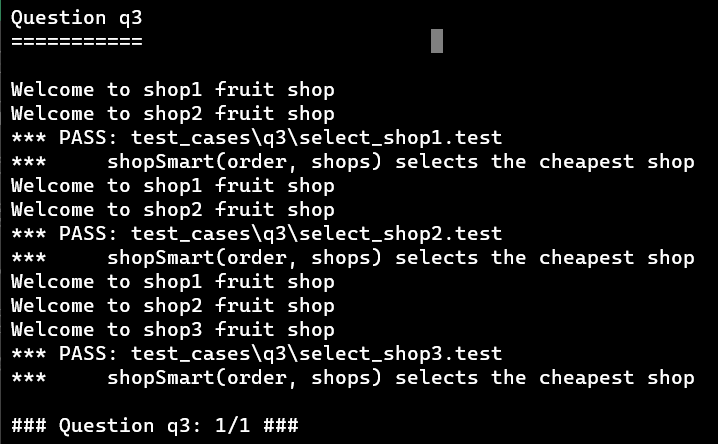 Question q3
===========
Welcome to shop1 fruit shop
Welcome to shop2 fruit shop
*** PASS: test_cases\q3\select_shop1.test
***     shopSmart(order, shops) selects the cheapest shop
Welcome to shop1 fruit shop
Welcome to shop2 fruit shop
*** PASS: test_cases\q3\select_shop2.test
***     shopSmart(order, shops) selects the cheapest shop
Welcome to shop1 fruit shop
Welcome to shop2 fruit shop
Welcome to shop3 fruit shop
*** PASS: test_cases\q3\select_shop3.test
***     shopSmart(order, shops) selects the cheapest shop
### Question q3: 1/1 ###